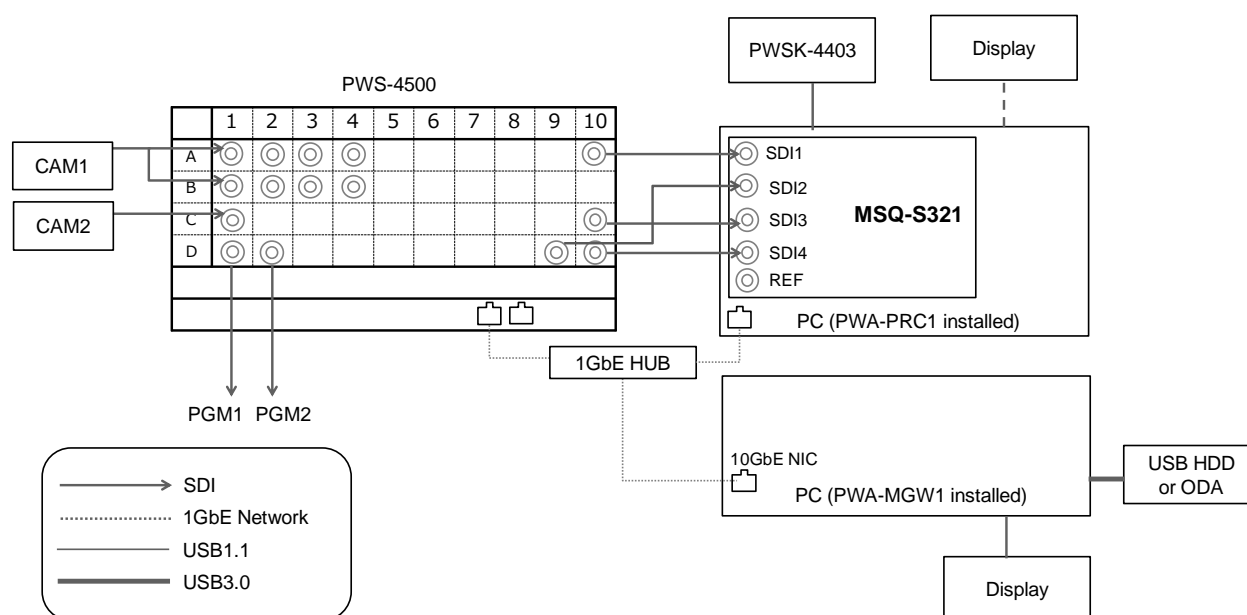 PWSK-4403
Display
PWS-4500
1 2 3 4 5 6 7 8 9 10
A
B
C
D
CAM1
CAM2
SDI1
SDI2
SDI3
SDI4
REF
MSQ-S321
PC (PWA-PRC1 installed)
1GbE HUB
PGM1 PGM2
10GbE NIC
PC (PWA-MGW1 installed)
USB HDD
or ODA
Display
SDI
1GbE Network
USB1.1
USB3.0